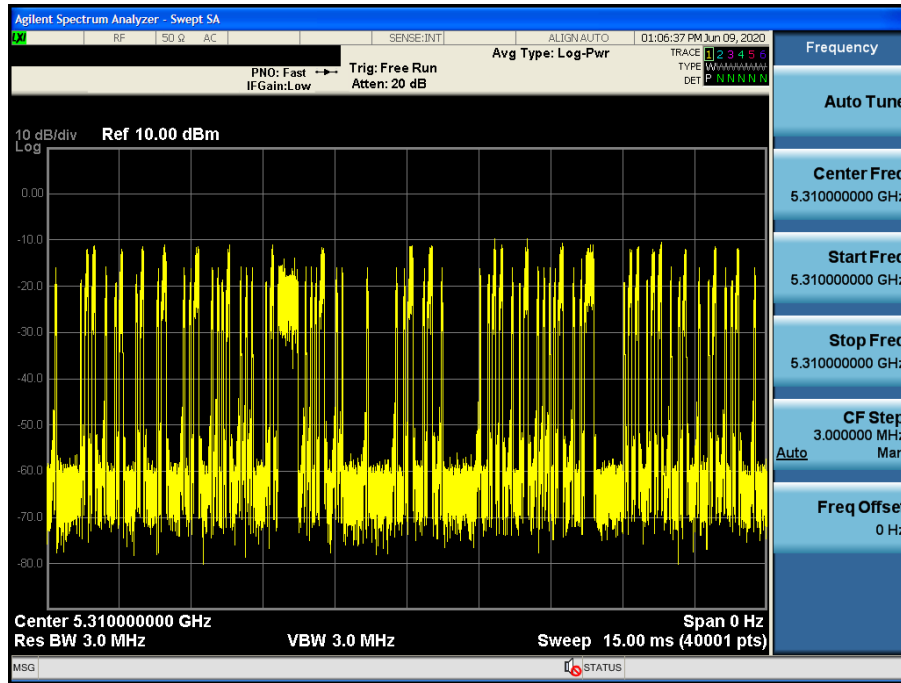 Agilent Spectrum Analyzer - Swept SA
LXI RF 50 Ω AC SENSE:INT ALIGN AUTO 01:06:37 PM Jun 09, 2020
Frequency
PNO: Fast
IFGain:Low
Trig: Free Run
Atten: 20 dB
Avg Type: Log-Pwr
TRACE 1 2 3 4 5 6
TYPE WWWWWW
DET P N N N N N
Auto Tune
10 dB/div Ref 10.00 dBm
Log
0.00
-10.0
-20.0
-30.0
-40.0
-50.0
-60.0
-70.0
-80.0
Center Freq
5.310000000 GHz
Start Freq
5.310000000 GHz
Stop Freq
5.310000000 GHz
CF Step
3.000000 MHz
Auto Man
Freq Offset
0 Hz
Center 5.310000000 GHz Span 0 Hz
Res BW 3.0 MHz VBW 3.0 MHz Sweep 15.00 ms (40001 pts)
MSG STATUS